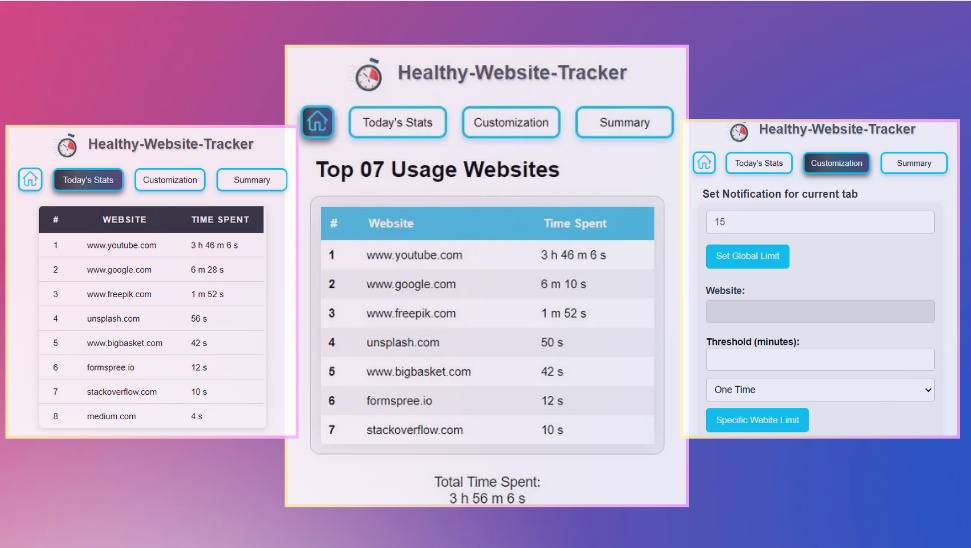 Healthy-Website-Tracker
Today's Stats Customization Summary
# WEBSITE TIME SPENT
1 www.youtube.com 3 h 46 m 6 s
2 www.google.com 6 m 28 s
3 www.freepik.com 1 m 52 s
4 unsplash.com 56 s
5 www.bigbasket.com 42 s
6 formspree.io 12 s
7 stackoverflow.com 10 s
8 medium.com 4 s
Healthy-Website-Tracker
Today's Stats Customization Summary
Top 07 Usage Websites
# Website Time Spent
1 www.youtube.com 3 h 46 m 6 s
2 www.google.com 6 m 10 s
3 www.freepik.com 1 m 52 s
4 unsplash.com 50 s
5 www.bigbasket.com 42 s
6 formspree.io 12 s
7 stackoverflow.com 10 s
Total Time Spent:
3 h 56 m 6 s
Healthy-Website-Tracker
Today's Stats Customization Summary
Set Notification for current tab
15
Set Global Limit
Website:
Threshold (minutes):
One Time
Specific Webite Limit